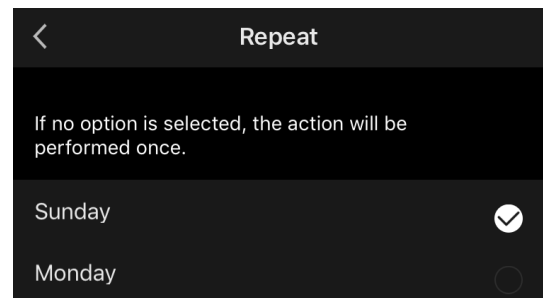 Repeat
If no option is selected, the action will be
performed once.
Sunday
Monday